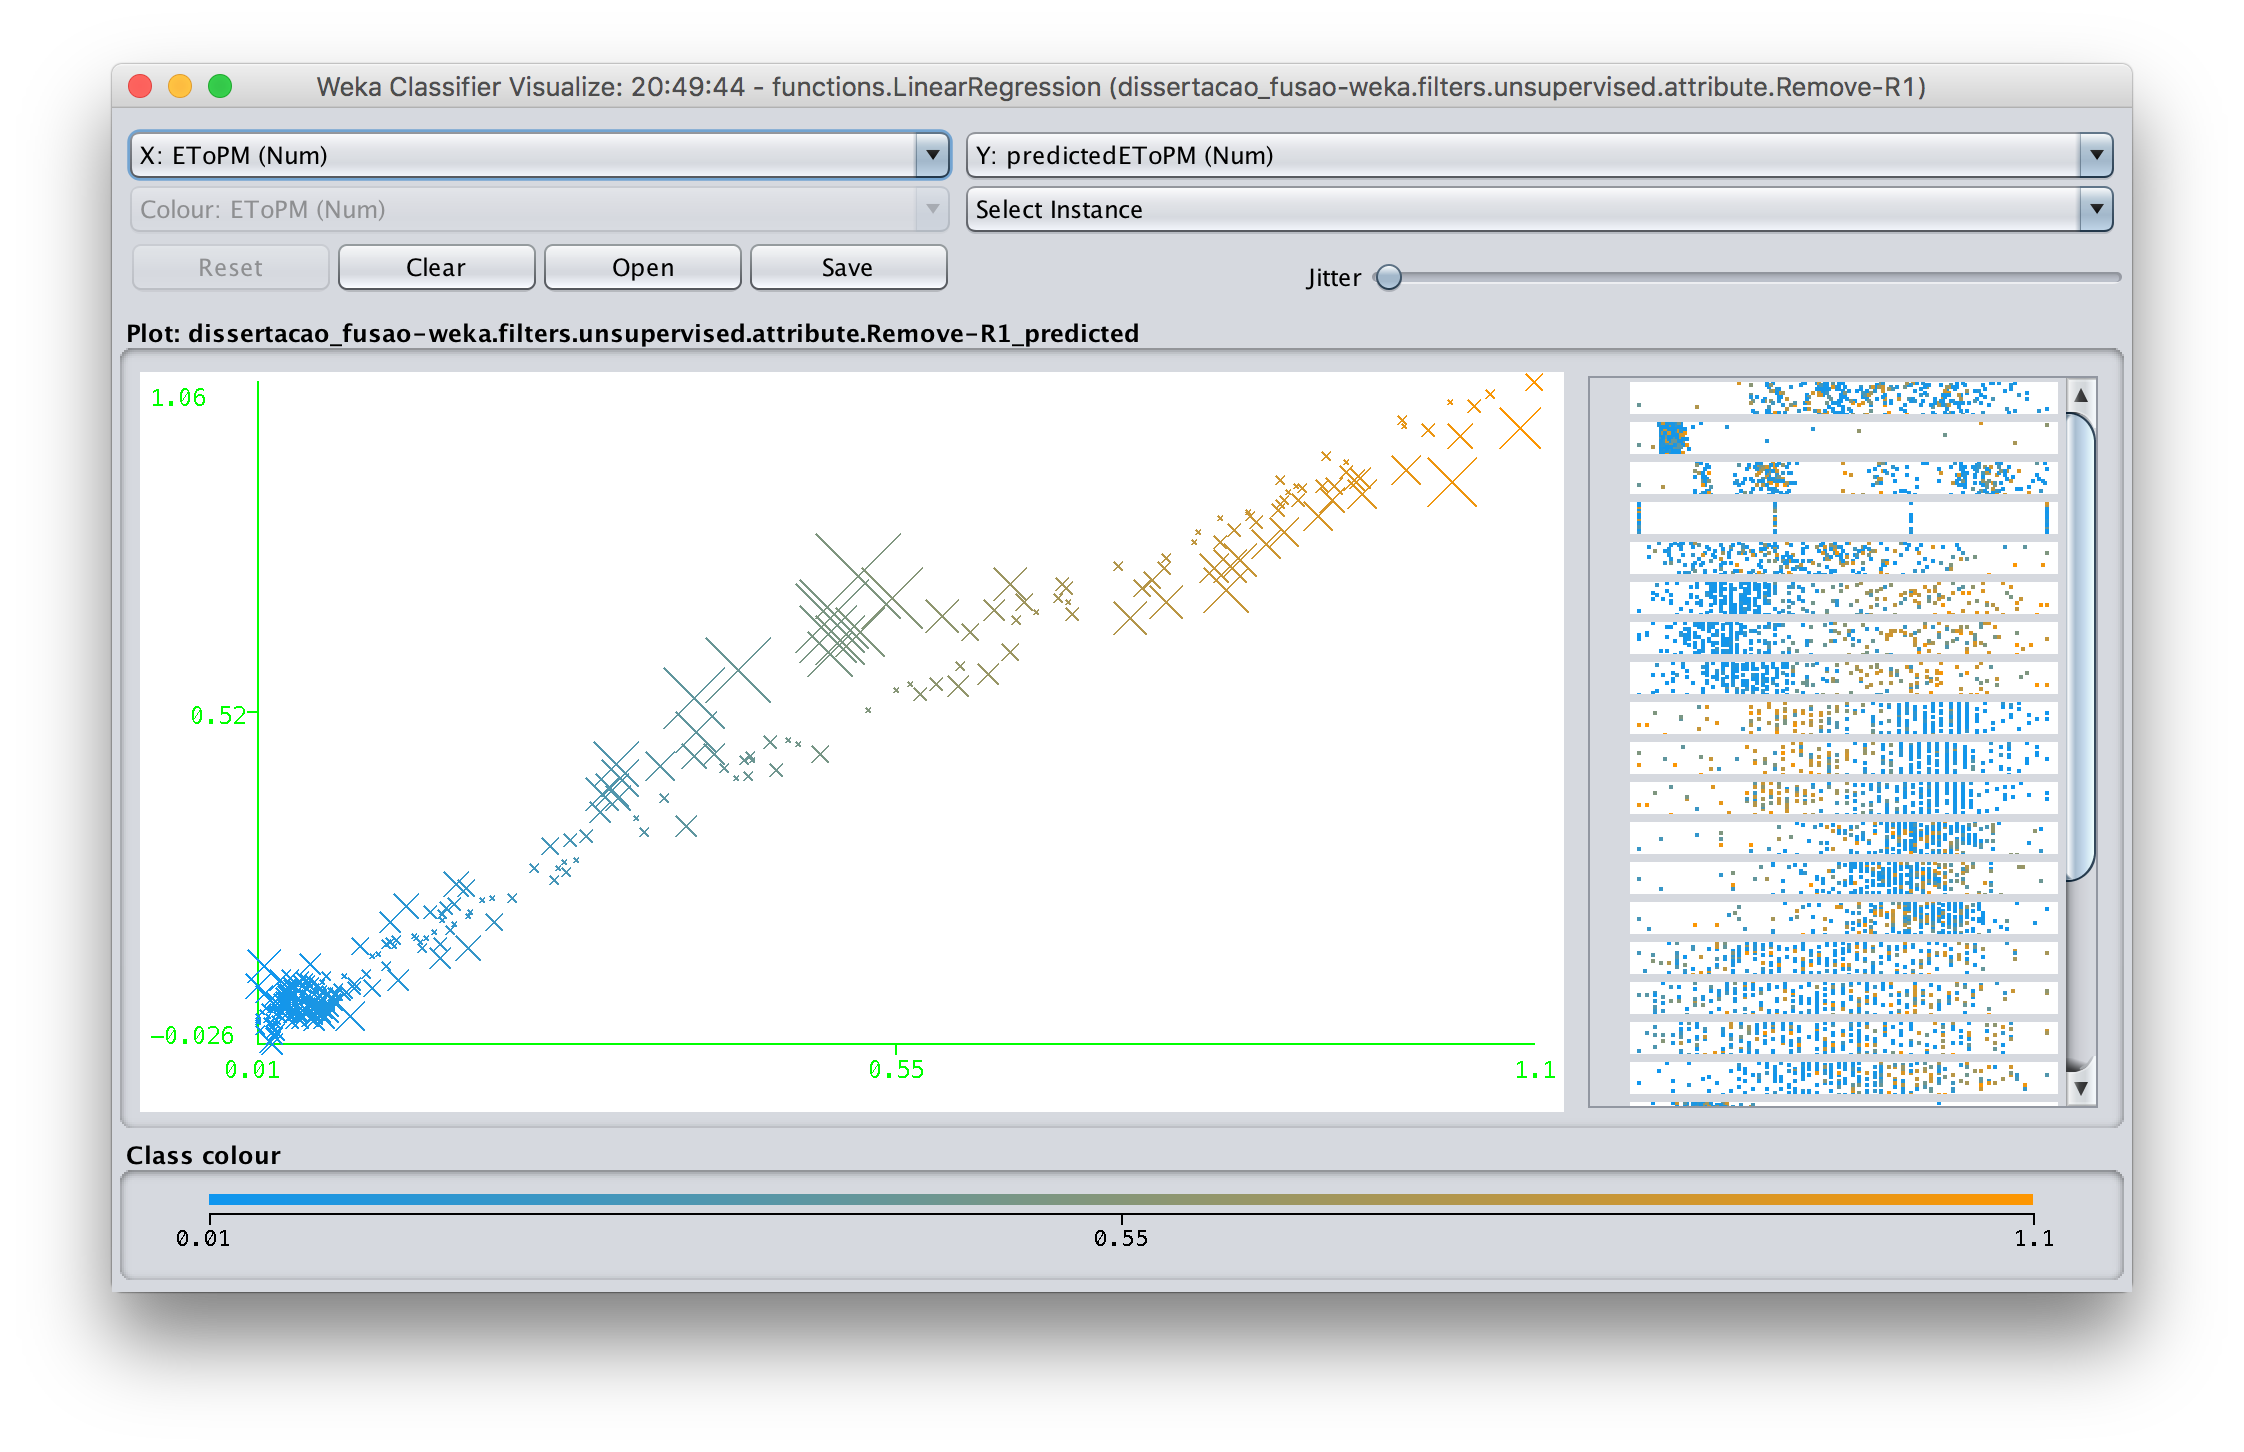 Weka Classifier Visualize: 20:49:44 - functions.LinearRegression (dissertacao_fusao-weka.filters.unsupervised.attribute.Remove-R1)
X: EToPM (Num)
Y: predictedEToPM (Num)
Colour: EToPM (Num)
Select Instance
Reset
Clear
Open
Save
Jitter
Plot: dissertacao_fusao-weka.filters.unsupervised.attribute.Remove-R1_predicted
1.06
0.52
-0.026
0.01
0.55
1.1
Class colour
0.01
0.55
1.1